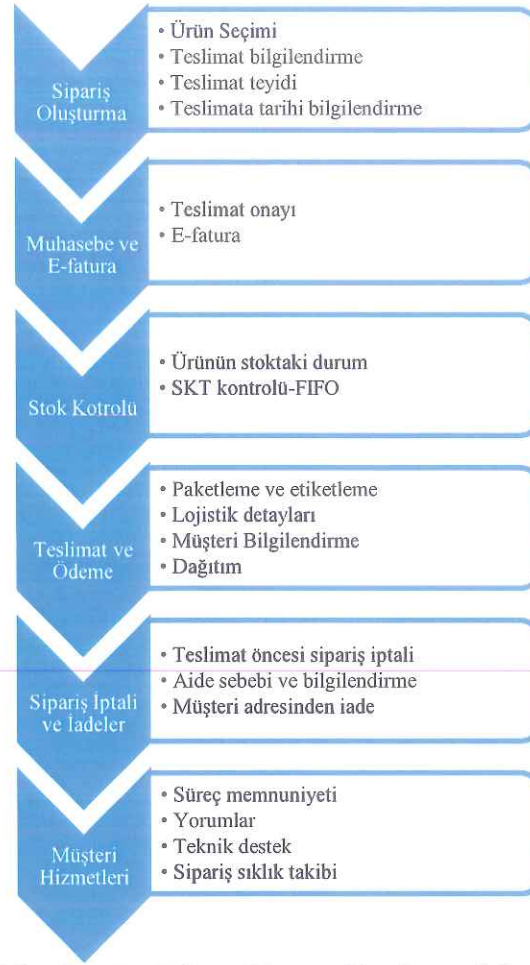 Sipariş
Oluşturma
• Ürün Seçimi
• Teslimat bilgilendirme
• Teslimat teyidi
• Teslimata tarihi bilgilendirme
Muhasebe ve
E-fatura
• Teslimat onayı
• E-fatura
Stok Kotrolü
• Ürünün stoktaki durum
• SKT kontrolü-FIFO
Teslimat ve
Ödeme
• Paketleme ve etiketleme
• Lojistik detayları
• Müşteri Bilgilendirme
• Dağıtım
Sipariş İptali
ve İadeler
• Teslimat öncesi sipariş iptali
• Aide sebebi ve bilgilendirme
• Müşteri adresinden iade
Müşteri
Hizmetleri
• Süreç memnuniyeti
• Yorumlar
• Teknik destek
• Sipariş sıklık takibi